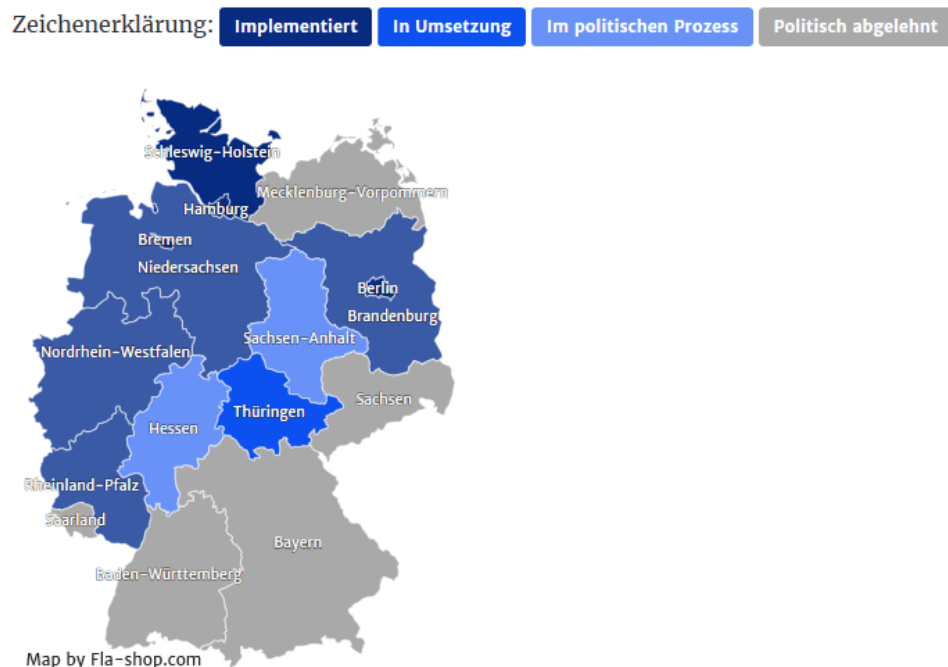 Zeichenerklärung: Implementiert In Umsetzung Im politischen Prozess Politisch abgelehnt
Schleswig-Holstein
Mecklenburg-Vorpommern
Hamburg
Bremen
Niedersachsen
Berlin
Brandenburg
Sachsen-Anhalt
Nordrhein-Westfalen
Sachsen
Thüringen
Hessen
Rheinland-Pfalz
Saarland
Bayern
Baden-Württemberg
Map by Fla-shop.com